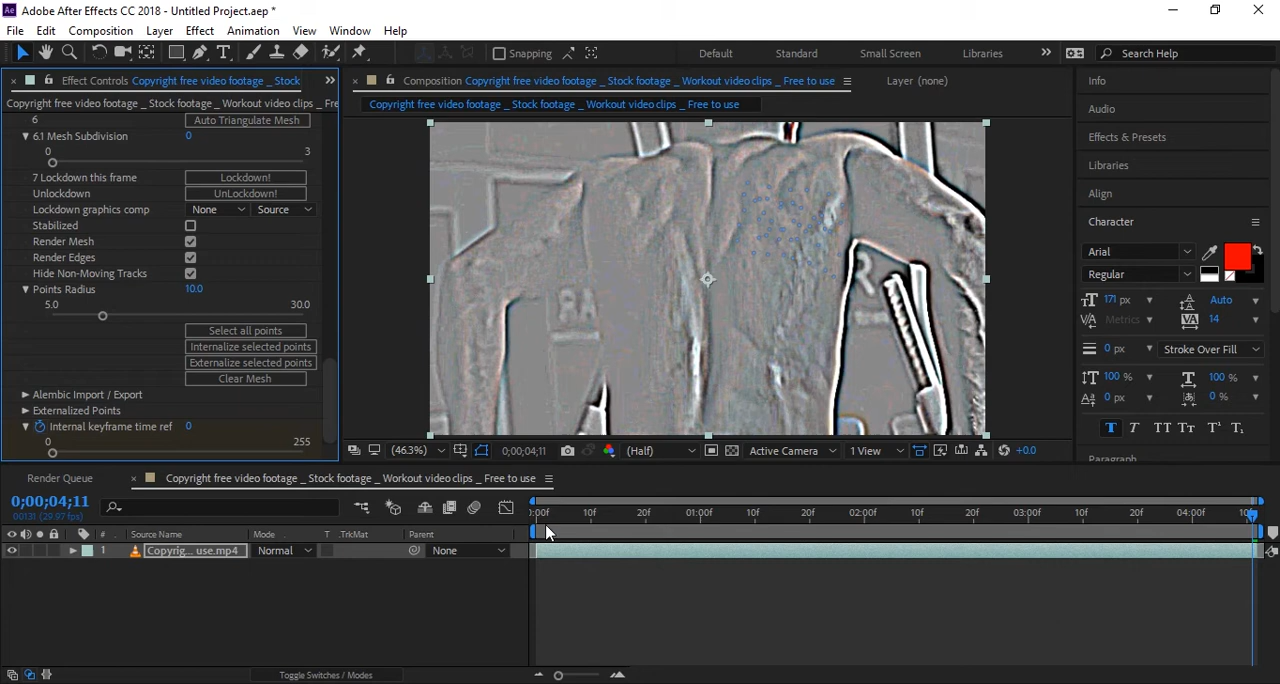 Adobe After Effects CC 2018 - Untitled Project.aep *
File Edit Composition Layer Effect Animation View Window Help
Snapping Default Standard Small Screen Libraries Search Help
Effect Controls Copyright free video footage _ Stock
Composition Copyright free video footage _ Stock footage _ Workout video clips _ Free to use
Layer (none)
Info
Copyright free video footage _ Stock footage _ Workout video clips _ Fre
Copyright free video footage _ Stock footage _ Workout video clips _ Free to use
Audio
6 Auto Triangulate Mesh
6.1 Mesh Subdivision 0
0 3
7 Lockdown this frame Lockdown!
Unlockdown UnLockdown!
Lockdown graphics comp None Source
Stabilized
Render Mesh
Render Edges
Hide Non-Moving Tracks
Points Radius 10.0
5.0 30.0
Select all points
Internalize selected points
Externalize selected points
Clear Mesh
Alembic Import / Export
Externalized Points
Internal keyframe time ref 0
0 255
RA
R
Effects & Presets
Libraries
Align
Character
Arial
Regular
171 px Auto
Metrics 14
0 px Stroke Over Fill
100 % 100 %
0 px 0 %
T T TT Tt T¹ T₁
Paragraph
(46.3%) 0;00;04;11 (Half) Active Camera 1 View +0.0
Render Queue Copyright free video footage _ Stock footage _ Workout video clips _ Free to use
0;00;04;11
00131 (29.97 fps)
:00f 10f 20f 01:00f 10f 20f 02:00f 10f 20f 03:00f 10f 20f 04:00f 10
# Source Name Mode T .TrkMat Parent
1 Copyrig... use.mp4 Normal None
Toggle Switches / Modes